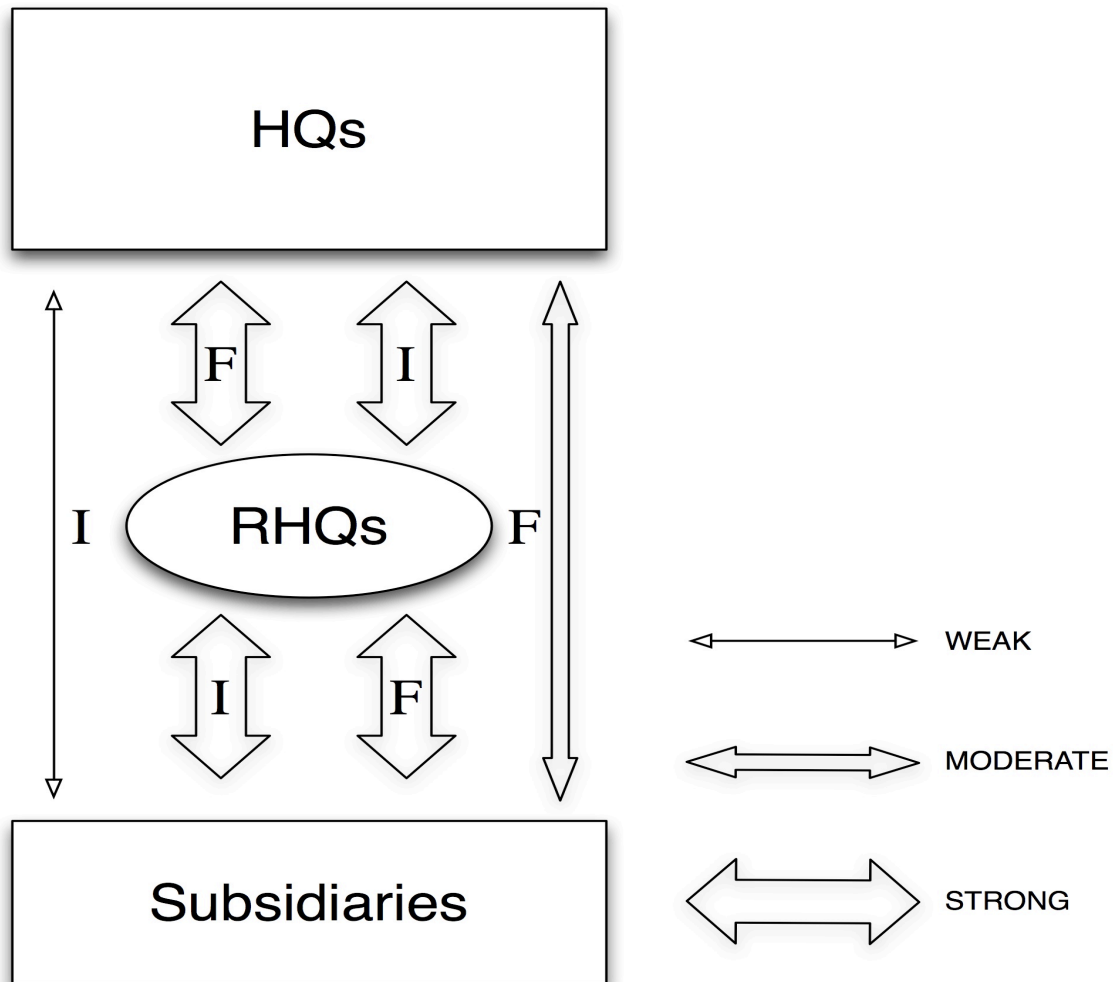 HQs
F
I
I
RHQs
F
I
F
Subsidiaries
WEAK
MODERATE
STRONG